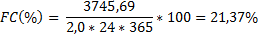 FC(%) = 3745,69 / (2,0 * 24 * 365) * 100 = 21,37%